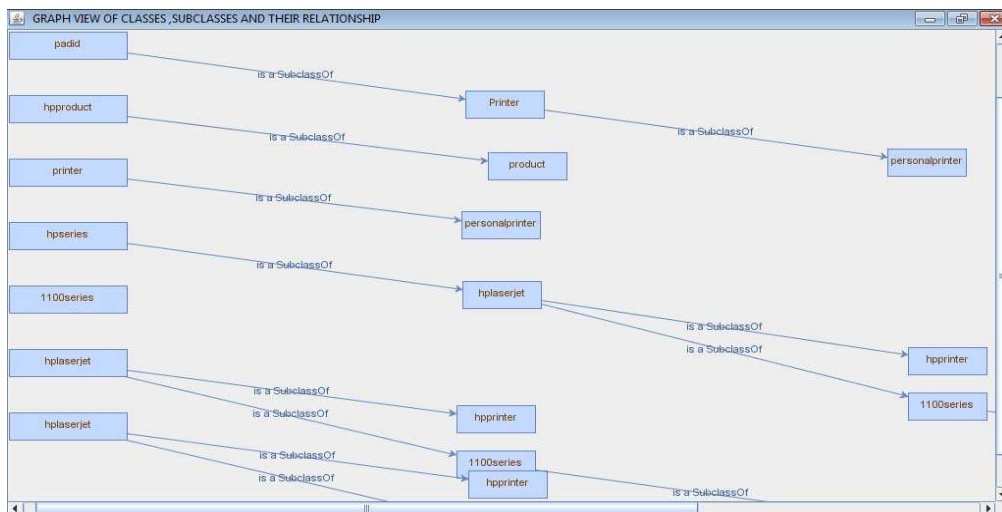 GRAPH VIEW OF CLASSES ,SUBCLASSES AND THEIR RELATIONSHIP
padid
is a SubclassOf
Printer
is a SubclassOf
personalprinter
hpproduct
is a SubclassOf
product
printer
is a SubclassOf
personalprinter
hpseries
is a SubclassOf
hplaserjet
is a SubclassOf
hpprinter
is a SubclassOf
1100series
1100series
hplaserjet
is a SubclassOf
hpprinter
is a SubclassOf
1100series
is a SubclassOf
hplaserjet
is a SubclassOf
hpprinter
is a SubclassOf